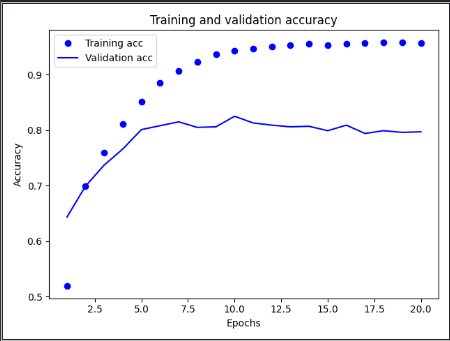 Training and validation accuracy
Training acc
Validation acc
0.9
0.8
0.7
0.6
0.5
Accuracy
2.5 5.0 7.5 10.0 12.5 15.0 17.5 20.0
Epochs